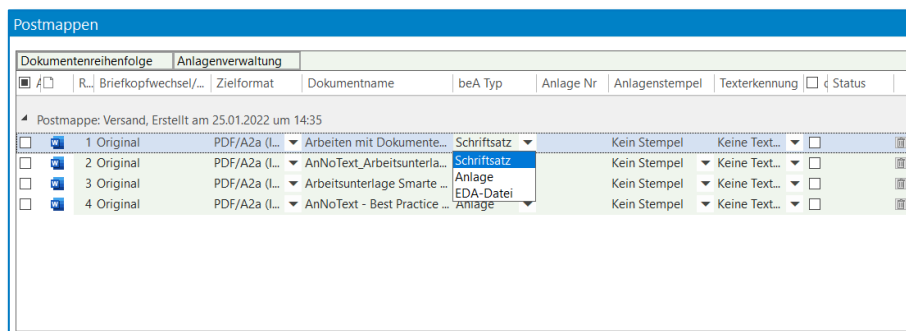 Postmappen
Dokumentenreihenfolge Anlagenverwaltung
R... Briefkopfwechsel/... Zielformat Dokumentname beA Typ Anlage Nr Anlagenstempel Texterkennung Status
Postmappe: Versand, Erstellt am 25.01.2022 um 14:35
1 Original PDF/A2a (I... Arbeiten mit Dokumente... Schriftsatz Kein Stempel Keine Text...
2 Original PDF/A2a (I... AnNoText_Arbeitsunterla... Schriftsatz Kein Stempel Keine Text...
3 Original PDF/A2a (I... Arbeitsunterlage Smarte ... Anlage Kein Stempel Keine Text...
EDA-Datei
4 Original PDF/A2a (I... AnNoText - Best Practice ... Anlage Kein Stempel Keine Text...